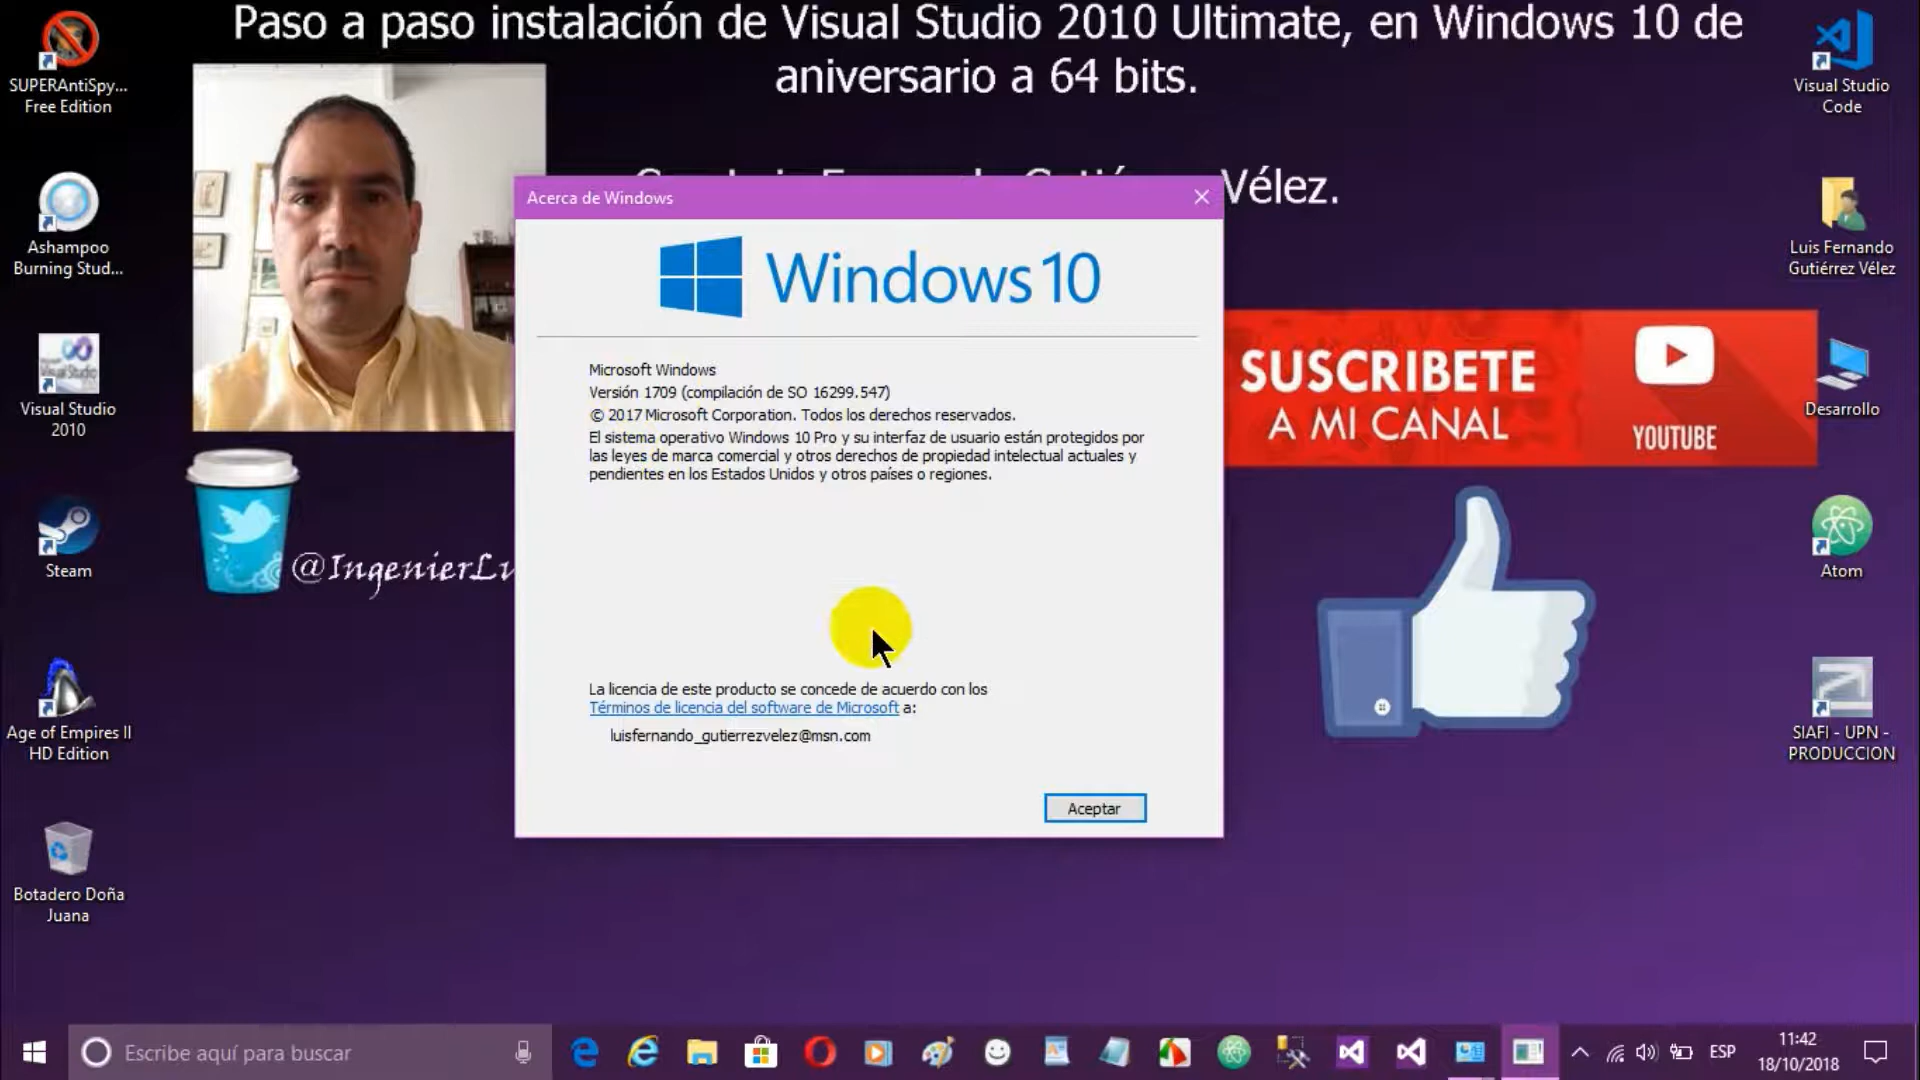 Paso a paso instalación de Visual Studio 2010 Ultimate, en Windows 10 de
aniversario a 64 bits.
Vélez.
SUPERAntiSpy...
Free Edition
Ashampoo
Burning Stud...
Visual Studio
2010
Steam
Age of Empires II
HD Edition
Botadero Doña
Juana
@IngenierLu
Acerca de Windows
Windows 10
Microsoft Windows
Versión 1709 (compilación de SO 16299.547)
© 2017 Microsoft Corporation. Todos los derechos reservados.
El sistema operativo Windows 10 Pro y su interfaz de usuario están protegidos por
las leyes de marca comercial y otros derechos de propiedad intelectual actuales y
pendientes en los Estados Unidos y otros países o regiones.
La licencia de este producto se concede de acuerdo con los
Términos de licencia del software de Microsoft a:
luisfernando_gutierrezvelez@msn.com
Aceptar
SUSCRIBETE
A MI CANAL
YOUTUBE
Visual Studio
Code
Luis Fernando
Gutiérrez Vélez
Desarrollo
Atom
SIAFI - UPN -
PRODUCCION
Escribe aquí para buscar
ESP
11:42
18/10/2018